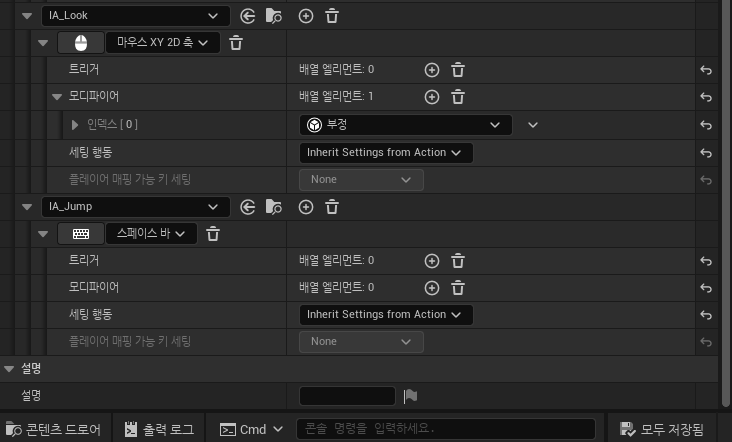 IA_Look
마우스 XY 2D 축
트리거 배열 엘리먼트: 0
모디파이어 배열 엘리먼트: 1
인덱스 [ 0 ] 부정
세팅 행동 Inherit Settings from Action
플레이어 매핑 가능 키 세팅 None
IA_Jump
스페이스 바
트리거 배열 엘리먼트: 0
모디파이어 배열 엘리먼트: 0
세팅 행동 Inherit Settings from Action
플레이어 매핑 가능 키 세팅 None
설명
설명
콘텐츠 드로어 출력 로그 Cmd 콘솔 명령을 입력하세요. 모두 저장됨